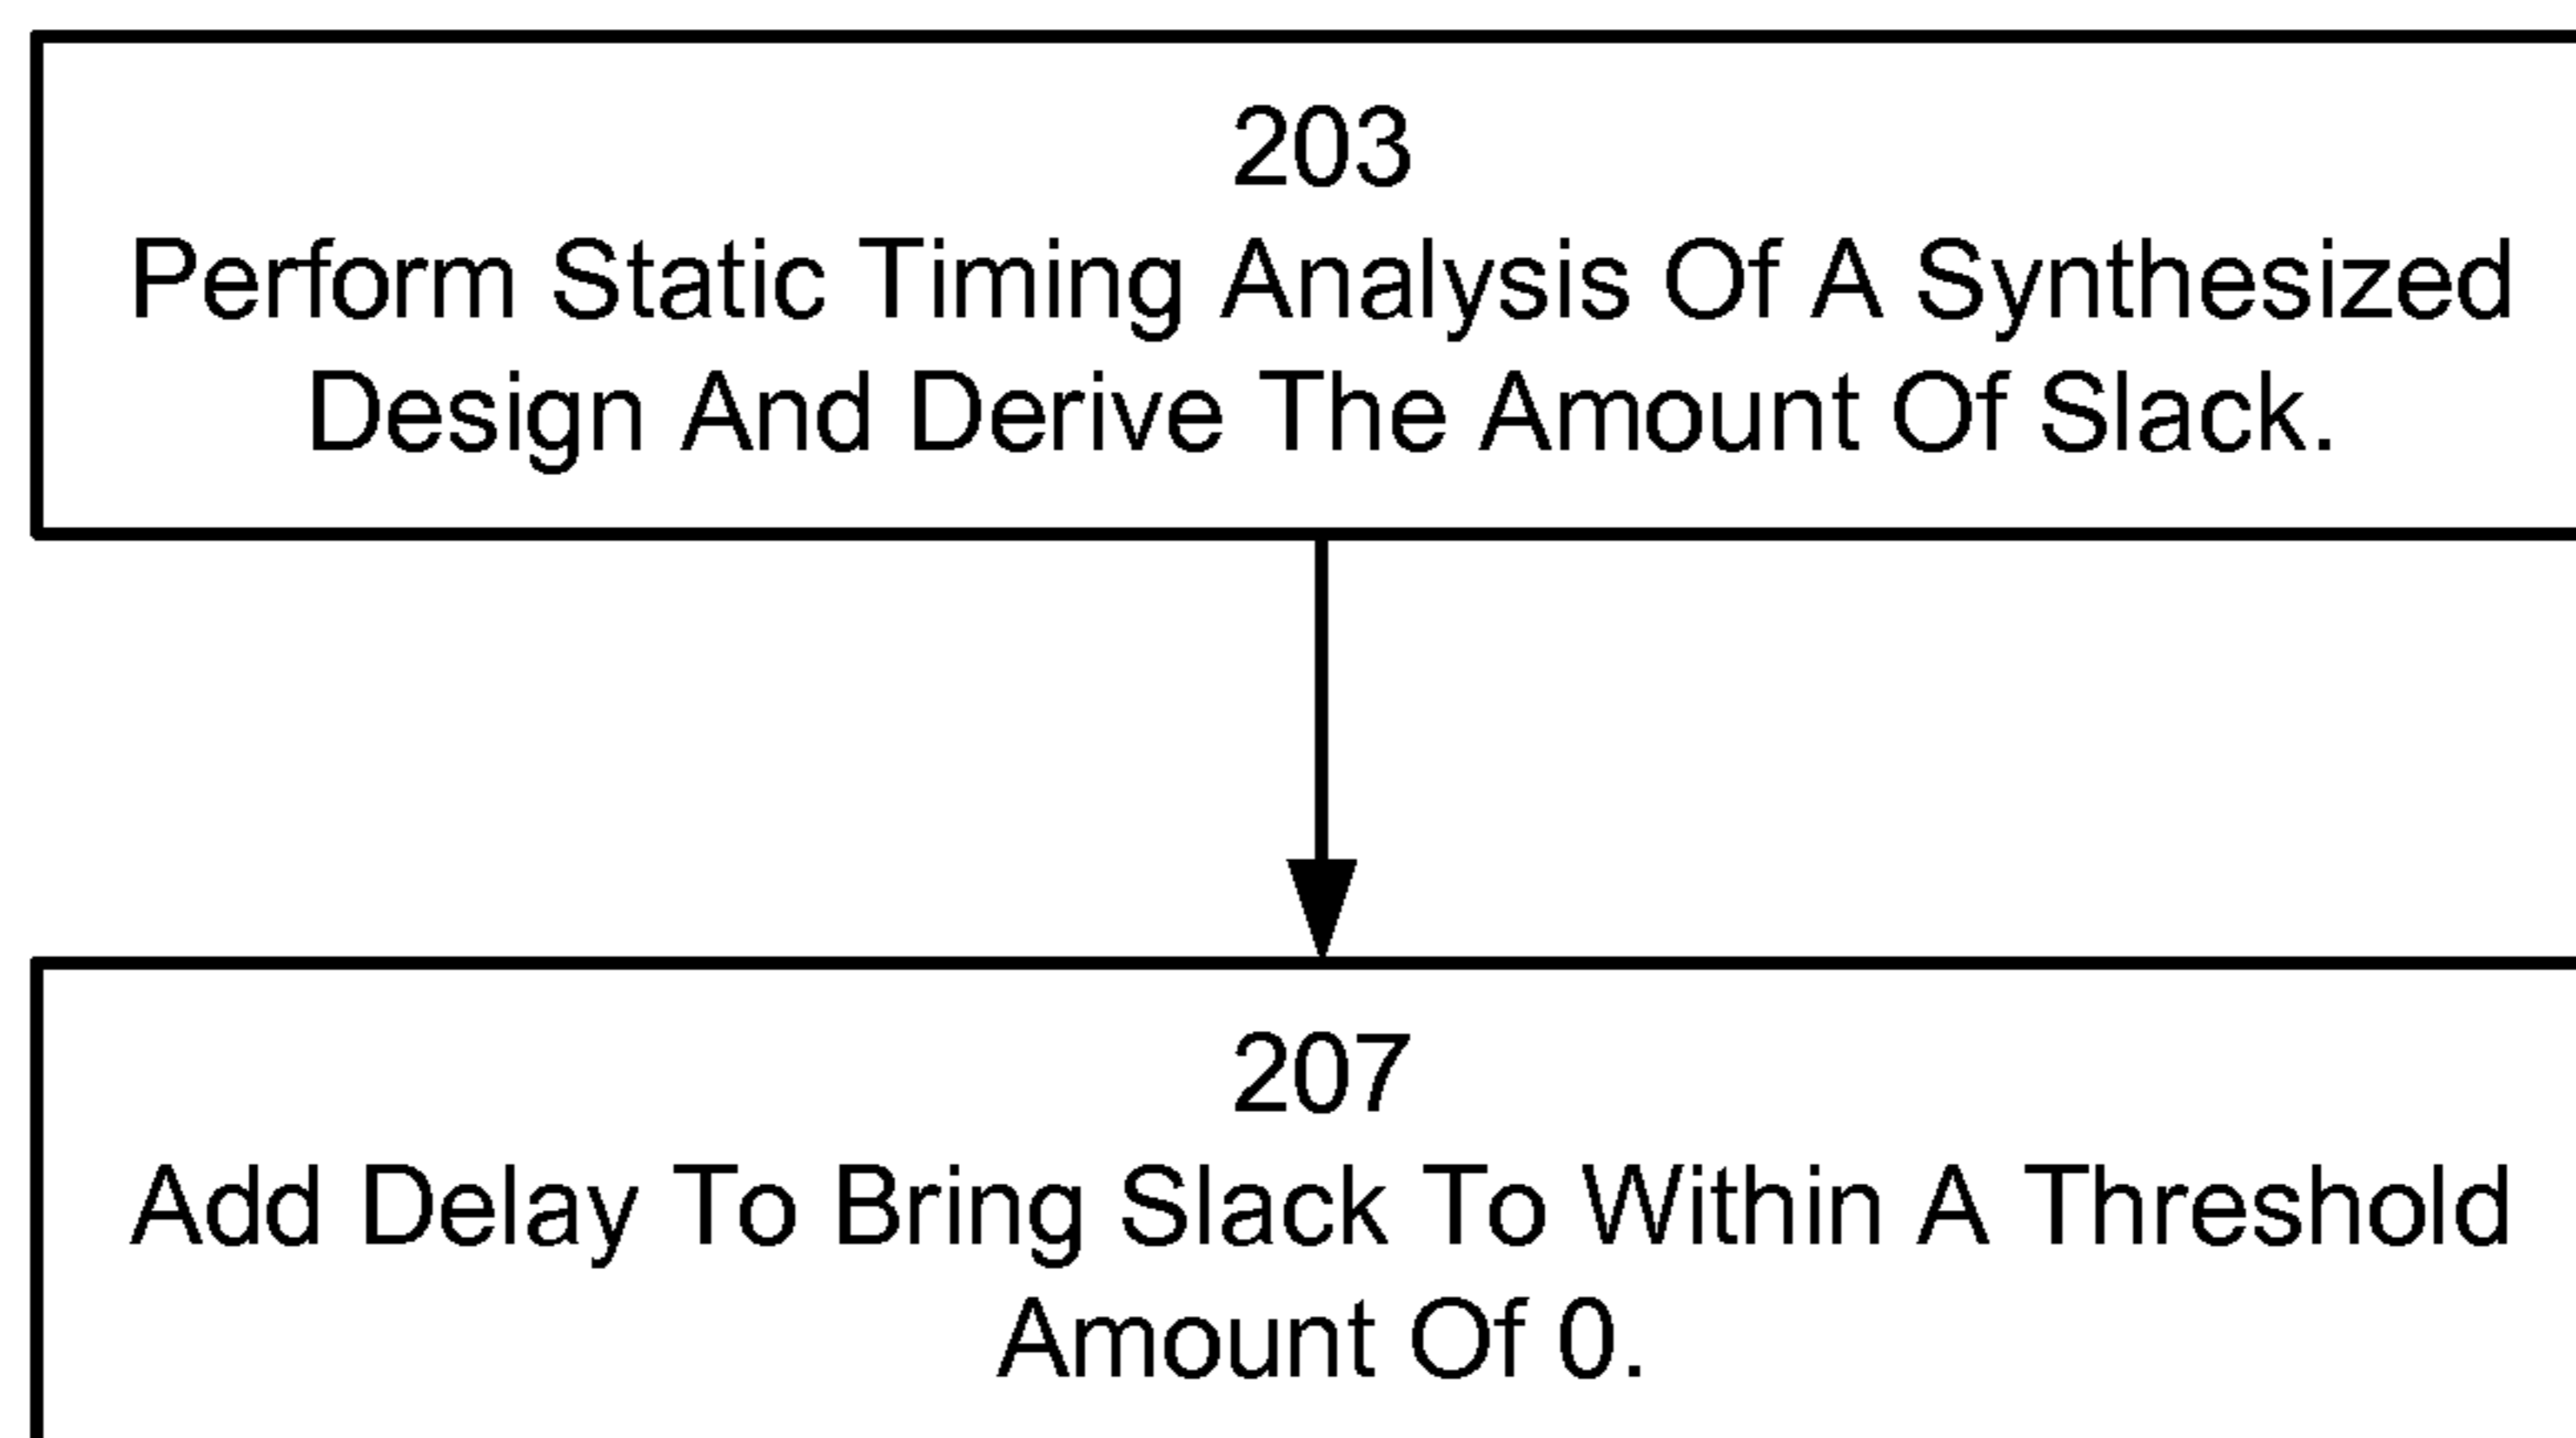 203
Perform Static Timing Analysis Of A Synthesized
Design And Derive The Amount Of Slack.
207
Add Delay To Bring Slack To Within A Threshold
Amount Of 0.